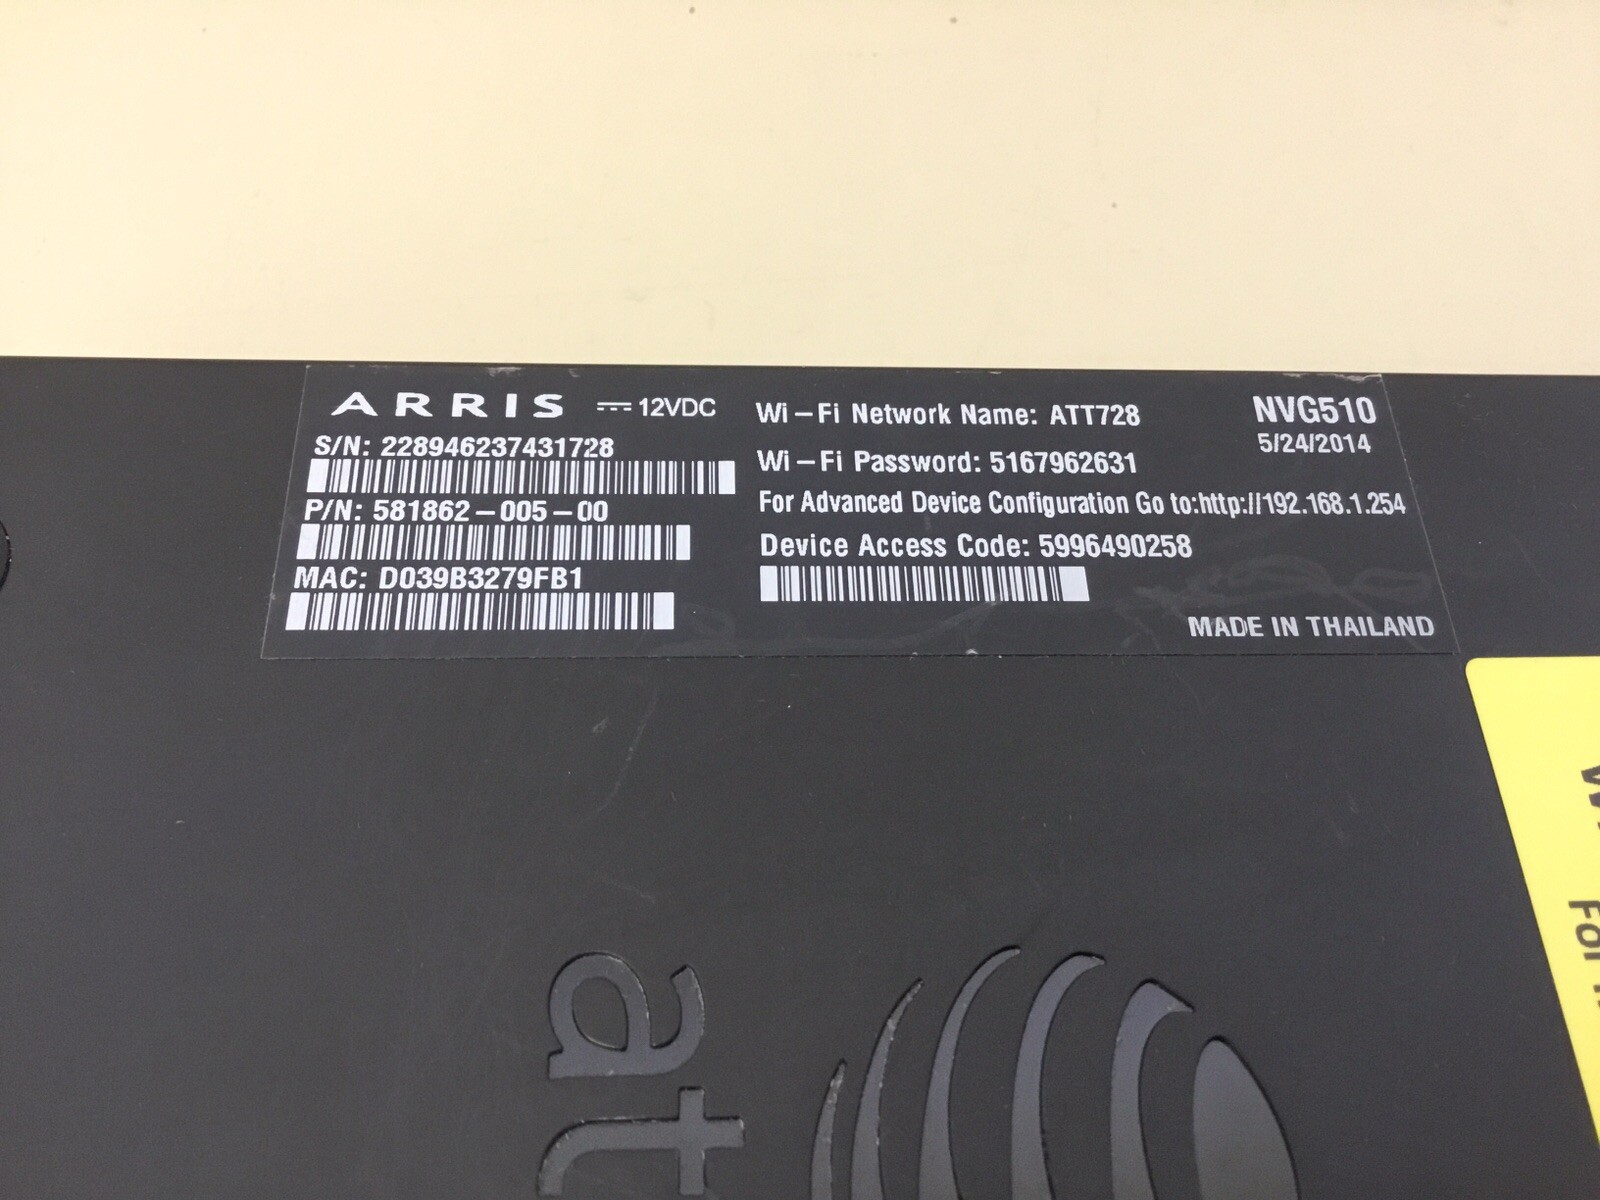 ARRIS ⎓ 12VDC
S/N: 228946237431728
P/N: 581862-005-00
MAC: D039B3279FB1
Wi-Fi Network Name: ATT728
Wi-Fi Password: 5167962631
For Advanced Device Configuration Go to:http://192.168.1.254
Device Access Code: 5996490258
NVG510
5/24/2014
MADE IN THAILAND
at
For